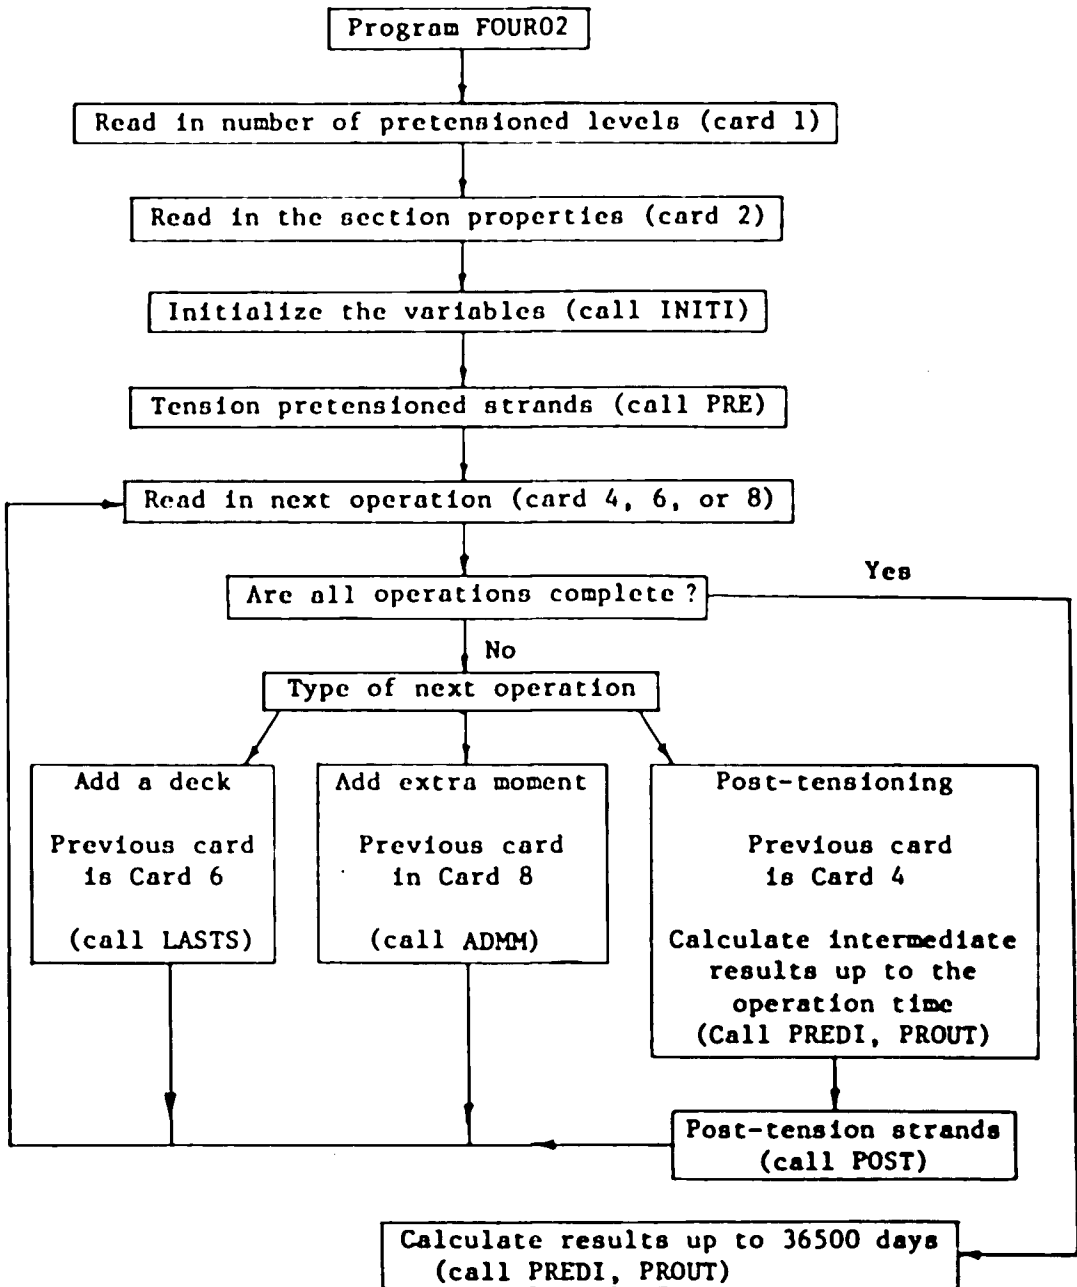 Program FOUR02
Read in number of pretensioned levels (card 1)
Read in the section properties (card 2)
Initialize the variables (call INITI)
Tension pretensioned strands (call PRE)
Read in next operation (card 4, 6, or 8)
Are all operations complete ?
Yes
No
Type of next operation
Add a deck
Previous card
is Card 6
(call LASTS)
Add extra moment
Previous card
in Card 8
(call ADMM)
Post-tensioning
Previous card
is Card 4
Calculate intermediate
results up to the
operation time
(Call PREDI, PROUT)
Post-tension strands
(call POST)
Calculate results up to 36500 days
(call PREDI, PROUT)